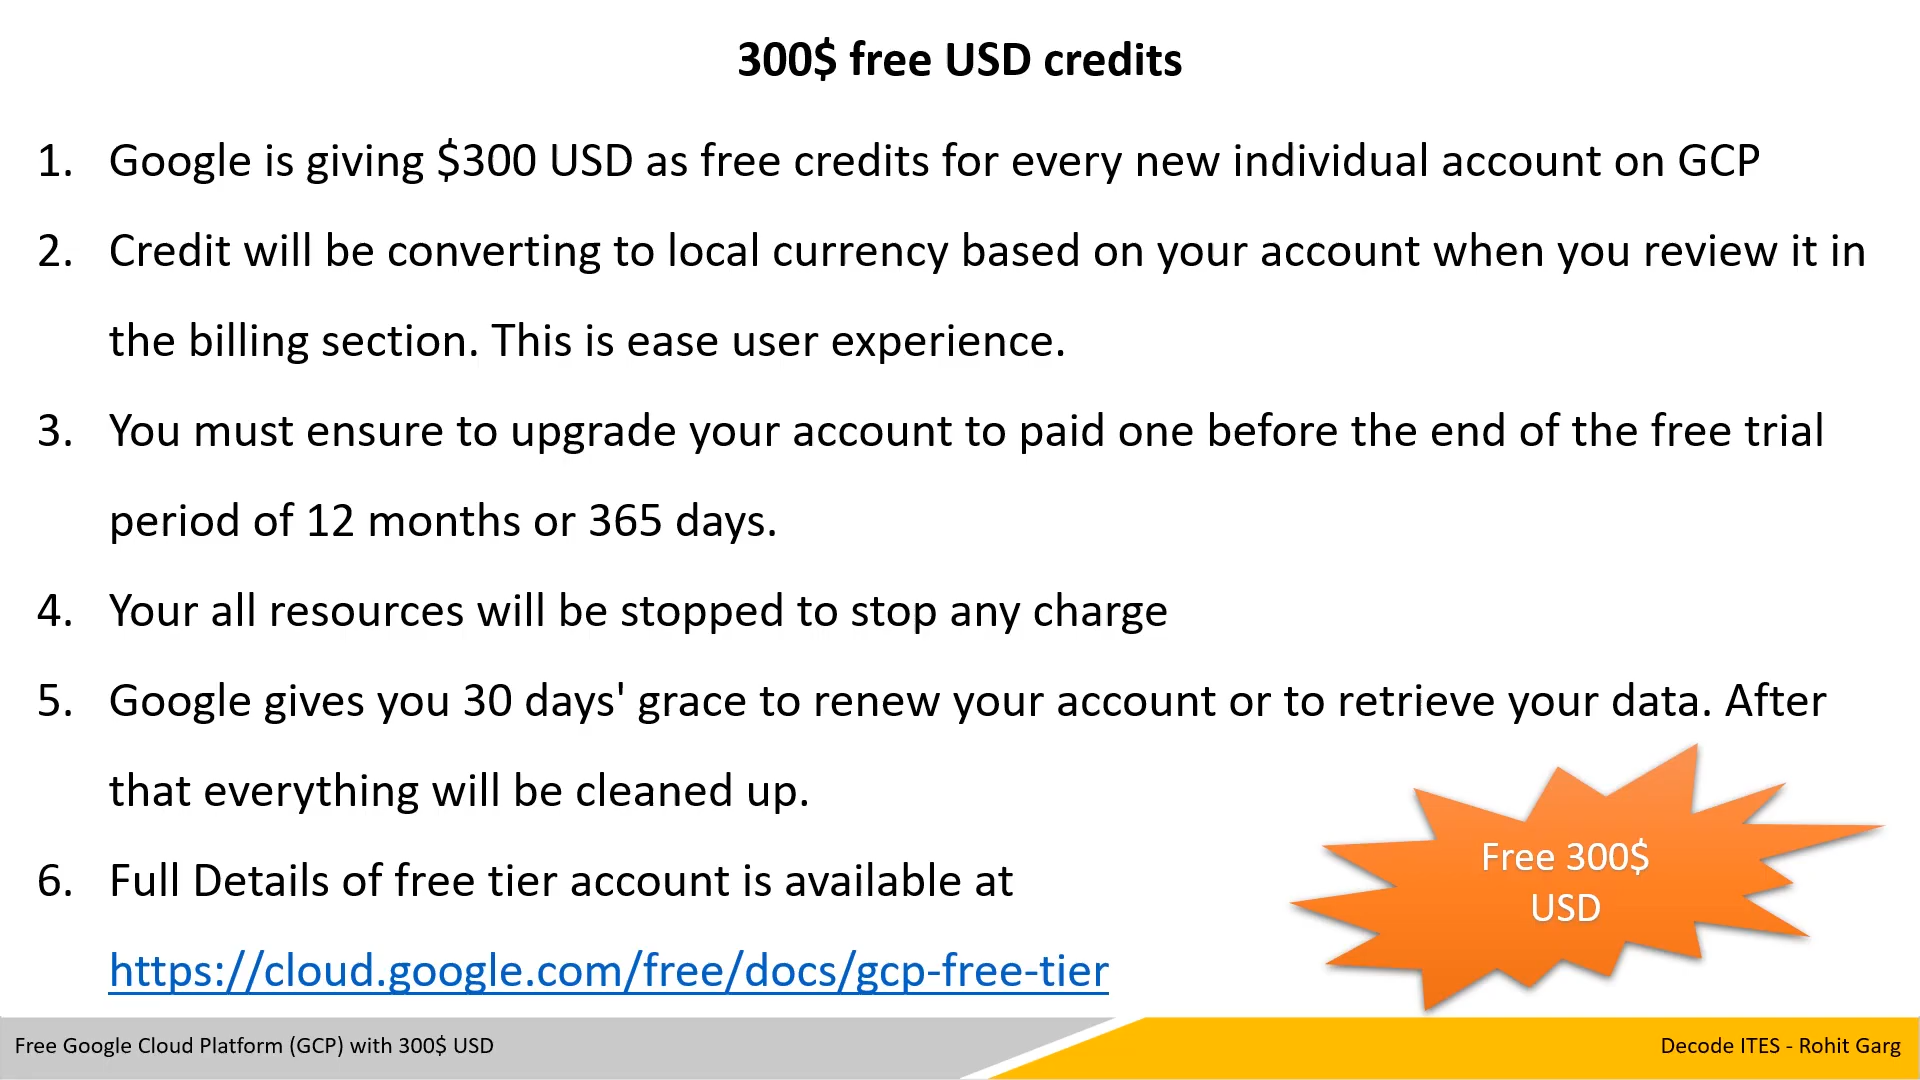 300$ free USD credits
1. Google is giving $300 USD as free credits for every new individual account on GCP
2. Credit will be converting to local currency based on your account when you review it in
the billing section. This is ease user experience.
3. You must ensure to upgrade your account to paid one before the end of the free trial
period of 12 months or 365 days.
4. Your all resources will be stopped to stop any charge
5. Google gives you 30 days' grace to renew your account or to retrieve your data. After
that everything will be cleaned up.
6. Full Details of free tier account is available at
https://cloud.google.com/free/docs/gcp-free-tier
Free 300$
USD
Free Google Cloud Platform (GCP) with 300$ USD
Decode ITES - Rohit Garg